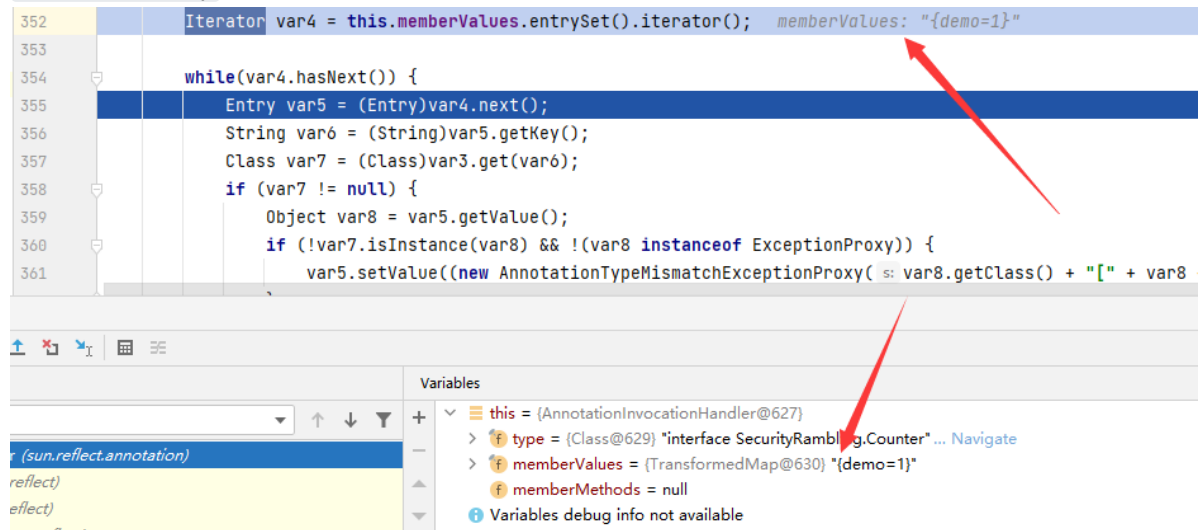 352 Iterator var4 = this.memberValues.entrySet().iterator(); memberValues: "{demo=1}"
353
354 while(var4.hasNext()) {
355 Entry var5 = (Entry)var4.next();
356 String var6 = (String)var5.getKey();
357 Class var7 = (Class)var3.get(var6);
358 if (var7 != null) {
359 Object var8 = var5.getValue();
360 if (!var7.isInstance(var8) && !(var8 instanceof ExceptionProxy)) {
361 var5.setValue((new AnnotationTypeMismatchExceptionProxy( s: var8.getClass() + "[" + var8
Variables
this = {AnnotationInvocationHandler@627}
type = {Class@629} "interface SecurityRambling.Counter"... Navigate
(sun.reflect.annotation)
memberValues = {TransformedMap@630} "{demo=1}"
reflect)
memberMethods = null
eflect)
Variables debug info not available